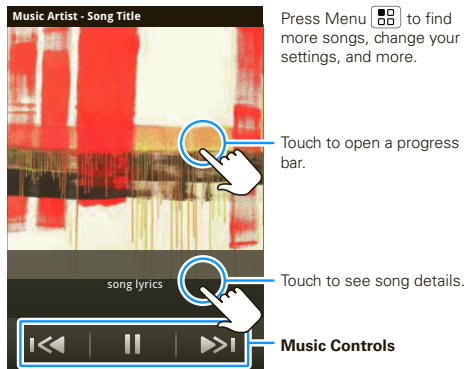 Music Artist - Song Title
Press Menu to find
more songs, change your
settings, and more.
Touch to open a progress
bar.
song lyrics
Touch to see song details.
Music Controls